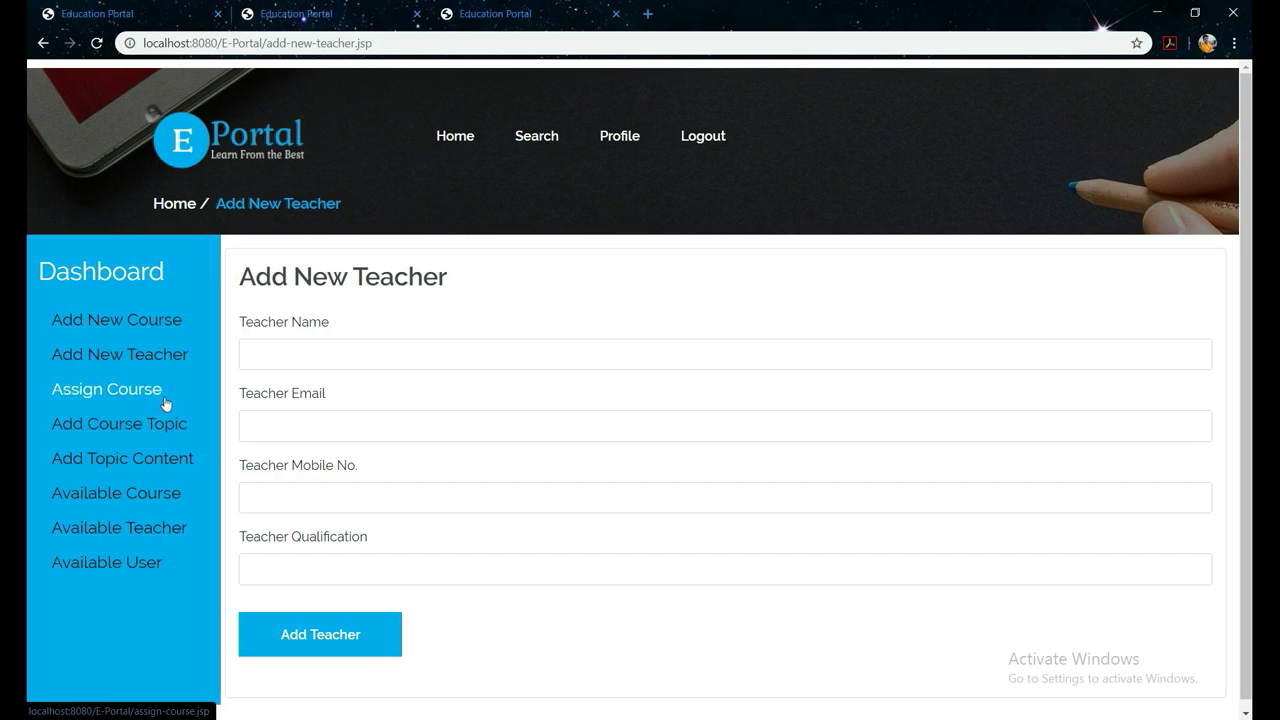 Education Portal
Education Portal
Education Portal
localhost:8080/E-Portal/add-new-teacher.jsp
E Portal
Learn From the Best
Home
Search
Profile
Logout
Home / Add New Teacher
Dashboard
Add New Course
Add New Teacher
Assign Course
Add Course Topic
Add Topic Content
Available Course
Available Teacher
Available User
Add New Teacher
Teacher Name
Teacher Email
Teacher Mobile No.
Teacher Qualification
Add Teacher
Activate Windows
Go to Settings to activate Windows.
localhost:8080/E-Portal/assign-course.jsp